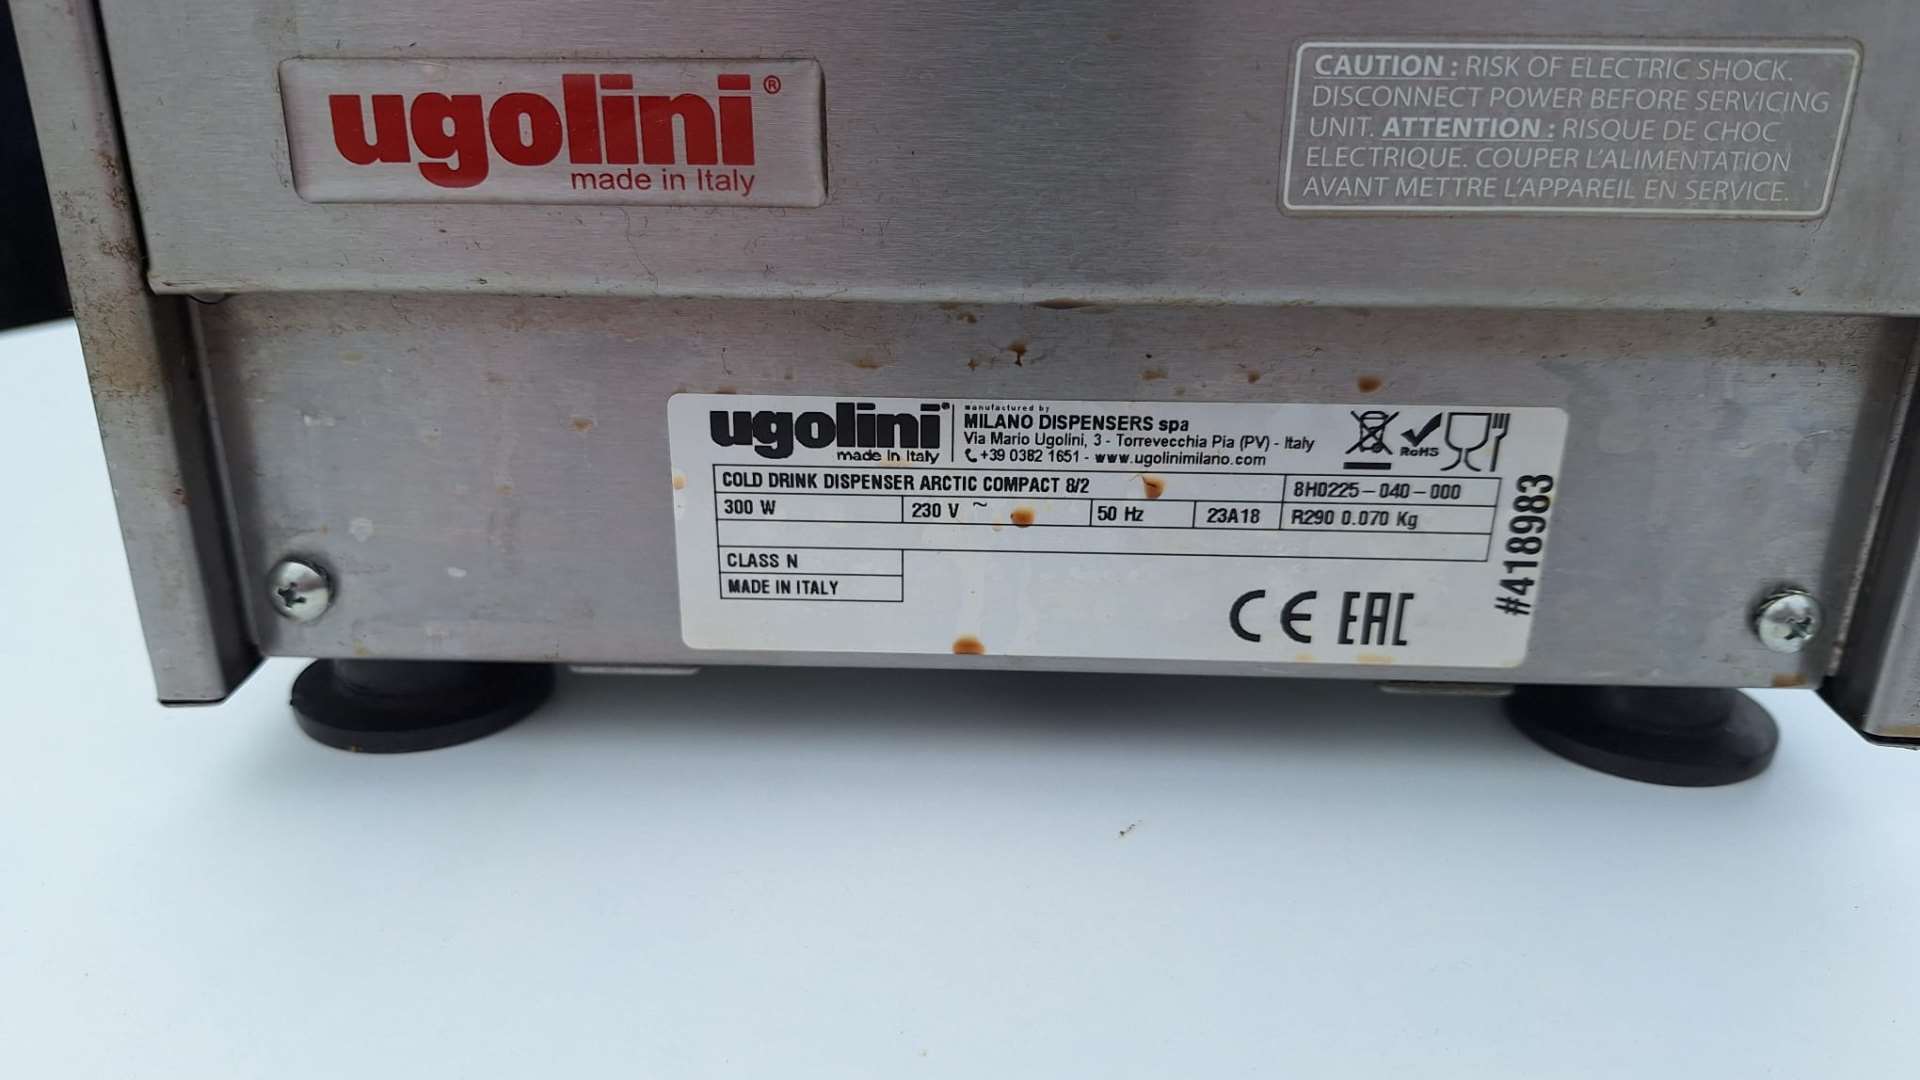 ugolini®
made in Italy
CAUTION : RISK OF ELECTRIC SHOCK.
DISCONNECT POWER BEFORE SERVICING
UNIT. ATTENTION : RISQUE DE CHOC
ELECTRIQUE. COUPER L'ALIMENTATION
AVANT METTRE L'APPAREIL EN SERVICE.
ugolini®
made in Italy
manufactured by
MILANO DISPENSERS spa
Via Mario Ugolini, 3 - Torrevecchia Pia (PV) - Italy
+39 0382 1651 - www.ugolinimilano.com
RoHS
COLD DRINK DISPENSER ARCTIC COMPACT 8/2 8H0225-040-000
300 W 230 V ~ 50 Hz 23A18 R290 0.070 Kg
CLASS N
MADE IN ITALY
CE EAC
#418983